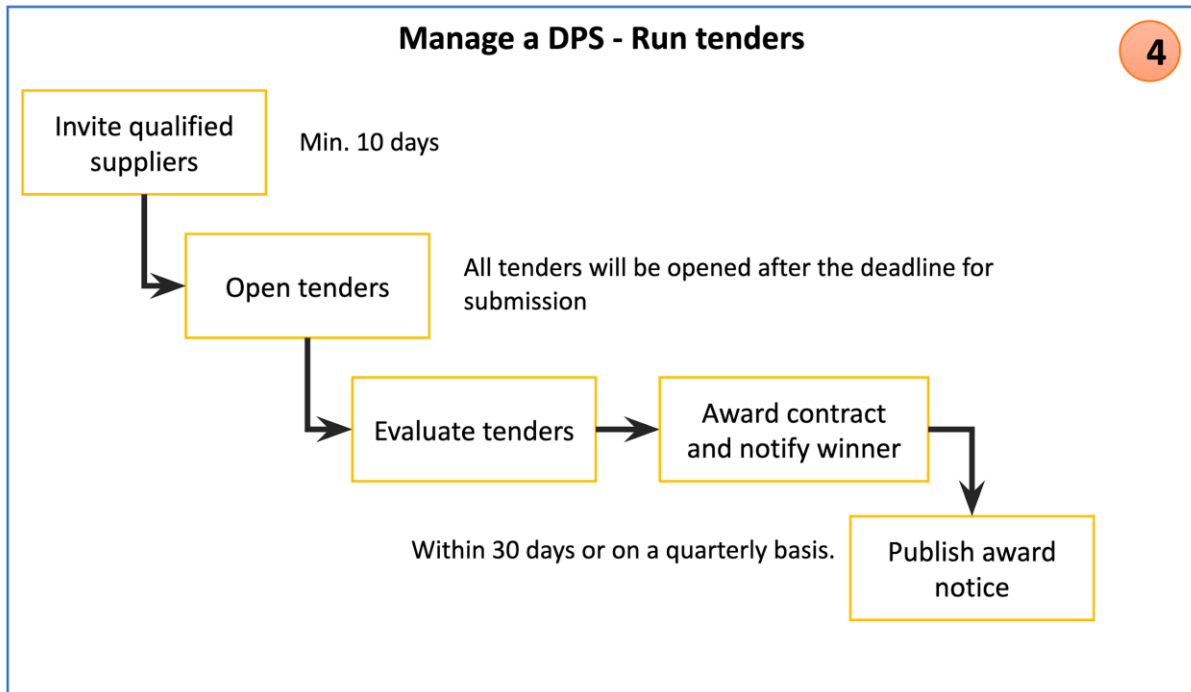 Manage a DPS - Run tenders
4
Invite qualified
suppliers
Min. 10 days
Open tenders
All tenders will be opened after the deadline for
submission
Evaluate tenders
Award contract
and notify winner
Within 30 days or on a quarterly basis.
Publish award
notice